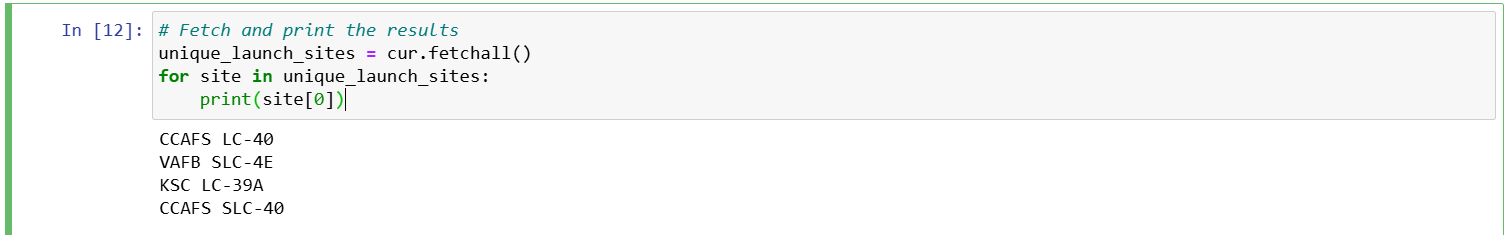 In [12]: # Fetch and print the results
unique_launch_sites = cur.fetchall()
for site in unique_launch_sites:
    print(site[0])
CCAFS LC-40
VAFB SLC-4E
KSC LC-39A
CCAFS SLC-40